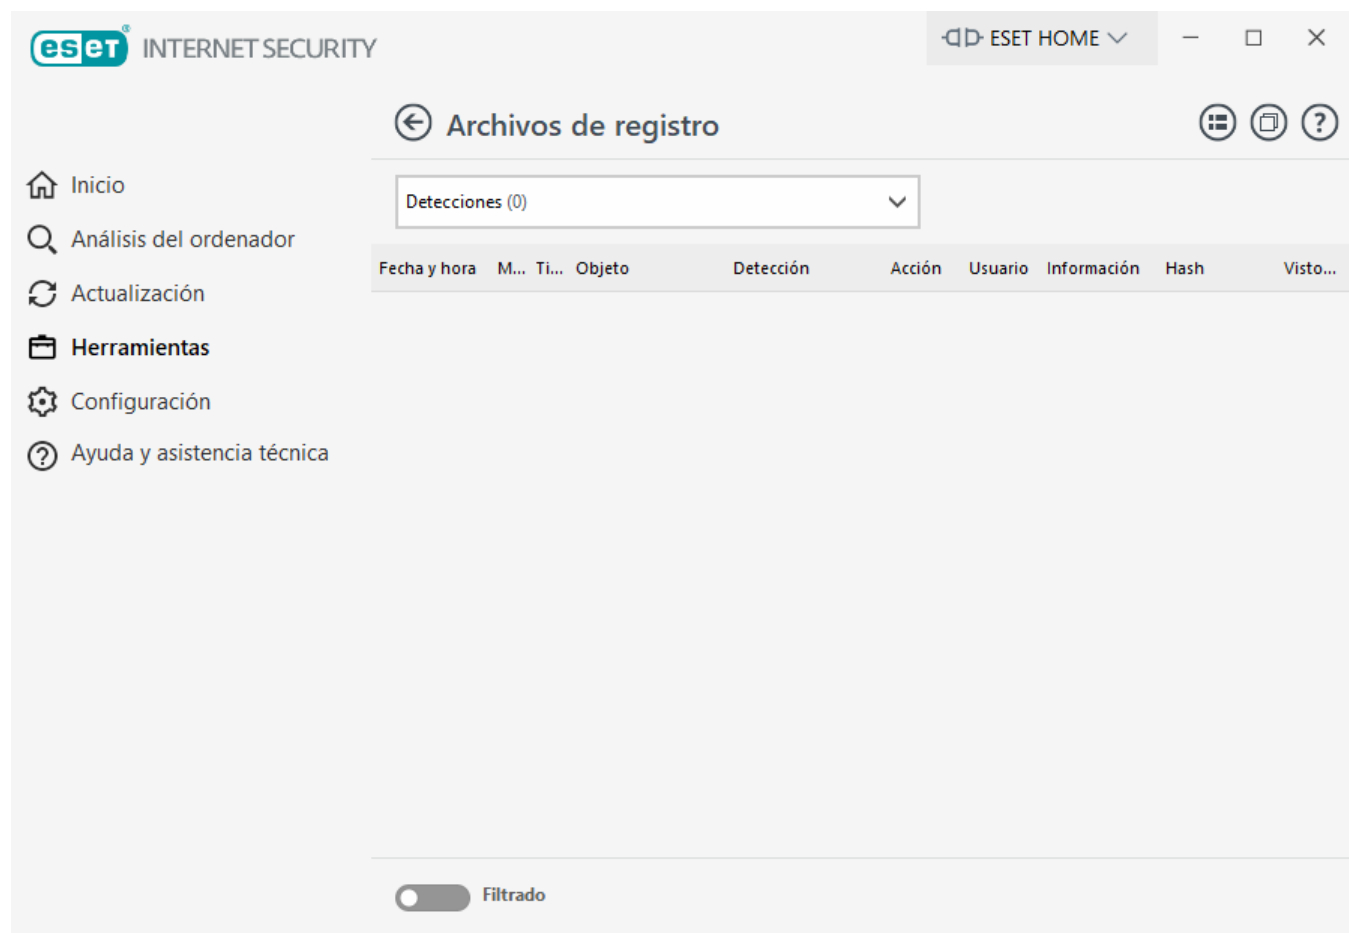 eset® INTERNET SECURITY
ESET HOME
Archivos de registro
Inicio
Análisis del ordenador
Actualización
Herramientas
Configuración
Ayuda y asistencia técnica
Detecciones (0)
Fecha y hora M... Ti... Objeto Detección Acción Usuario Información Hash Visto...
Filtrado